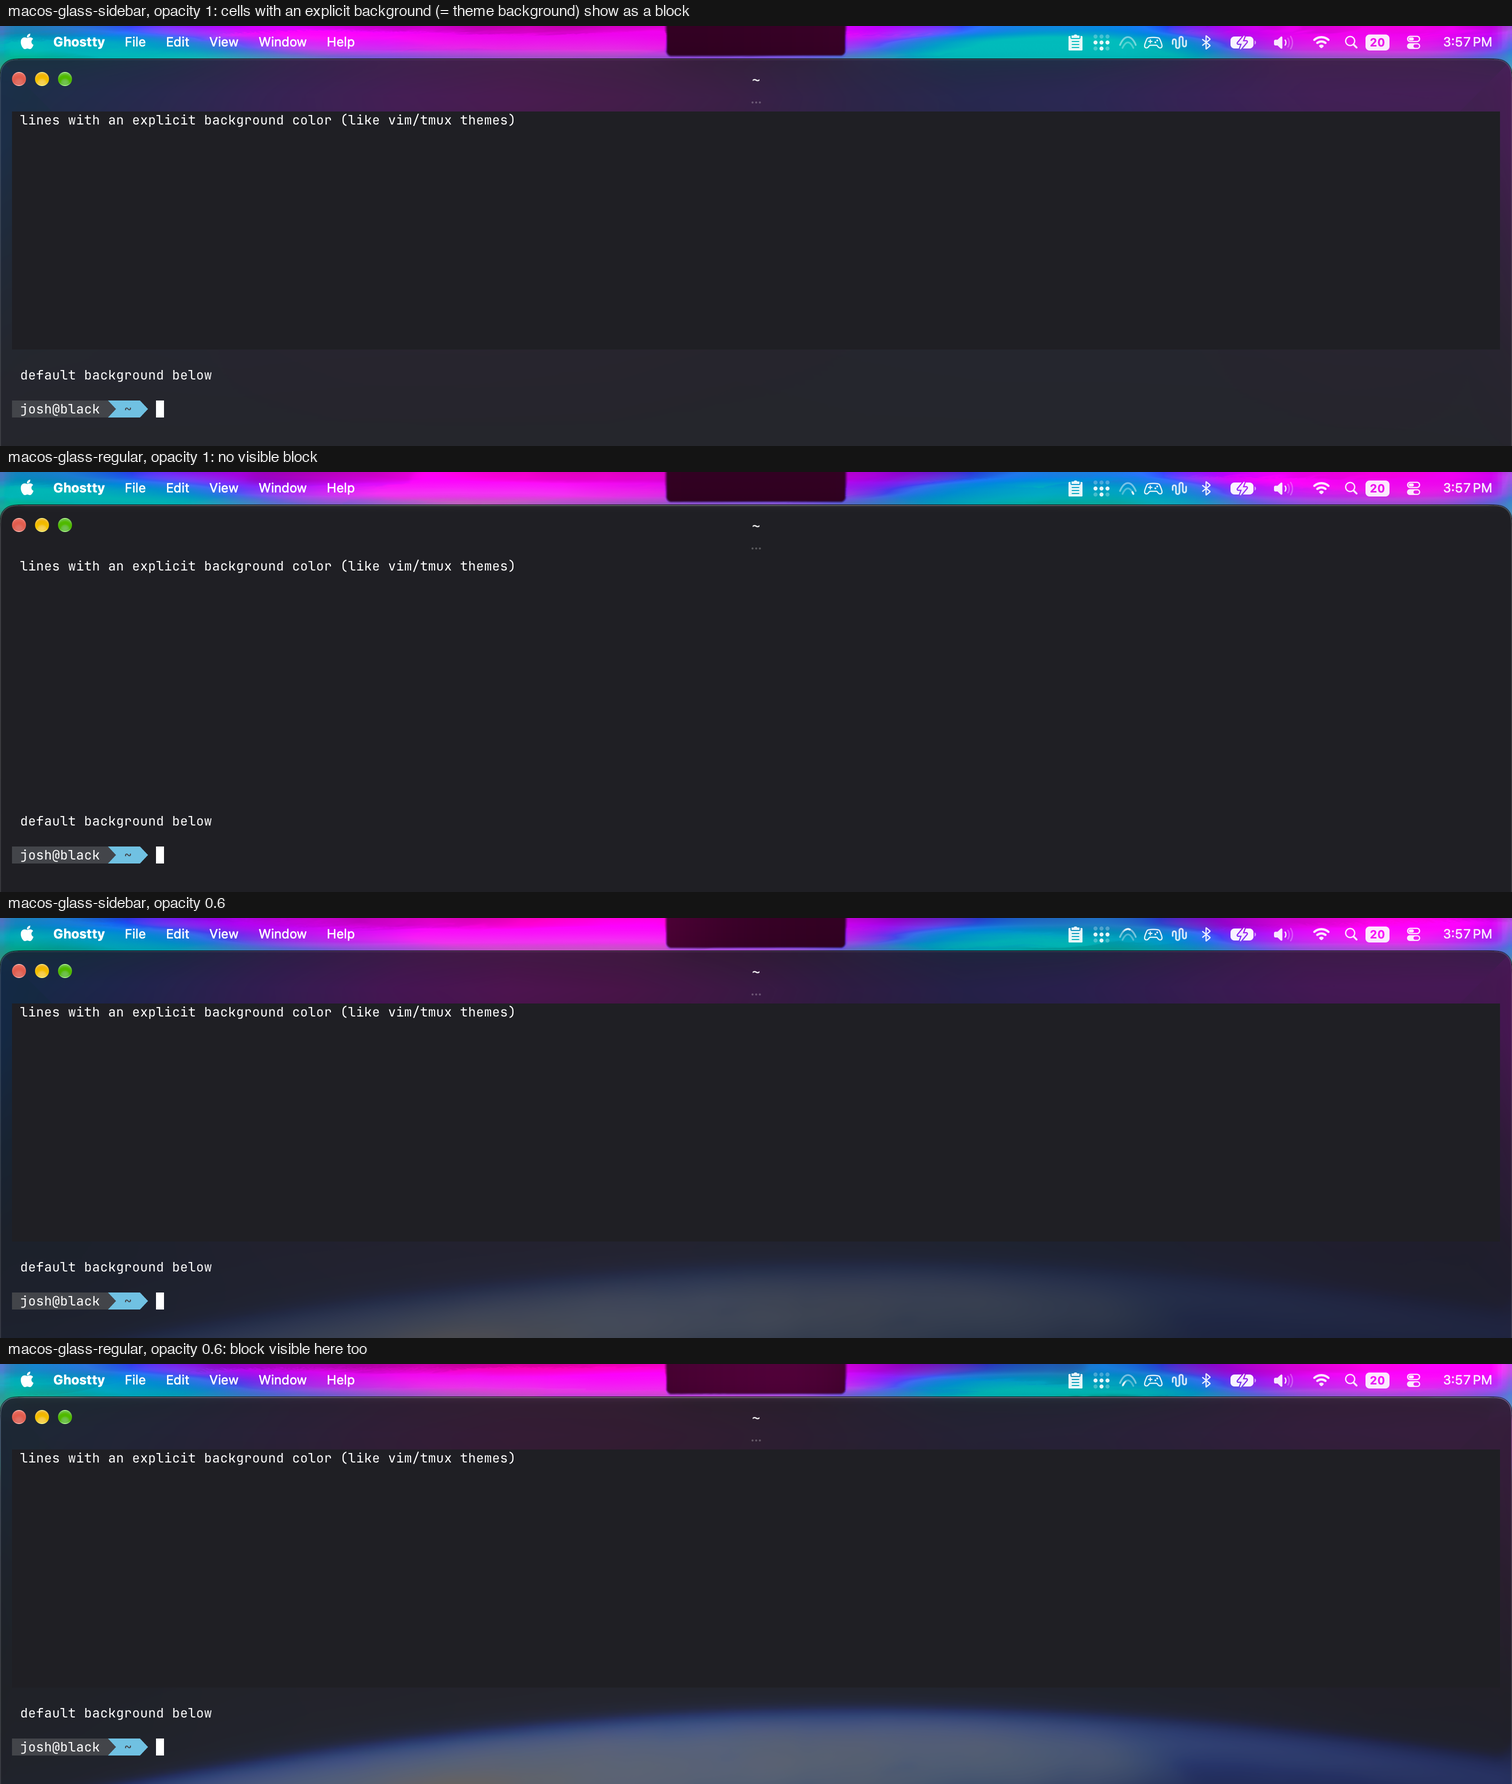 macos-glass-sidebar, opacity 1: cells with an explicit background (= theme background) show as a block
Ghostty File Edit View Window Help 20 3:57 PM
~
...
lines with an explicit background color (like vim/tmux themes)
default background below
josh@black ~
macos-glass-regular, opacity 1: no visible block
Ghostty File Edit View Window Help 20 3:57 PM
~
...
lines with an explicit background color (like vim/tmux themes)
default background below
josh@black ~
macos-glass-sidebar, opacity 0.6
Ghostty File Edit View Window Help 20 3:57 PM
~
...
lines with an explicit background color (like vim/tmux themes)
default background below
josh@black ~
macos-glass-regular, opacity 0.6: block visible here too
Ghostty File Edit View Window Help 20 3:57 PM
~
...
lines with an explicit background color (like vim/tmux themes)
default background below
josh@black ~